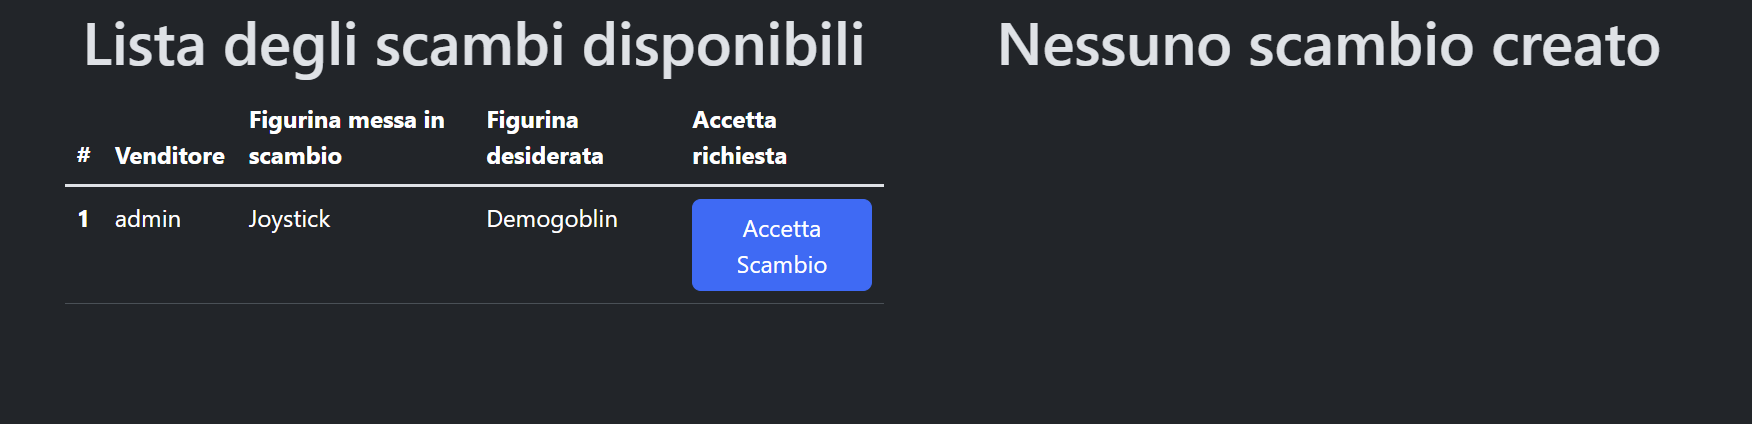 Lista degli scambi disponibili
Nessuno scambio creato
# Venditore Figurina messa in scambio Figurina desiderata Accetta richiesta
1 admin Joystick Demogoblin Accetta Scambio